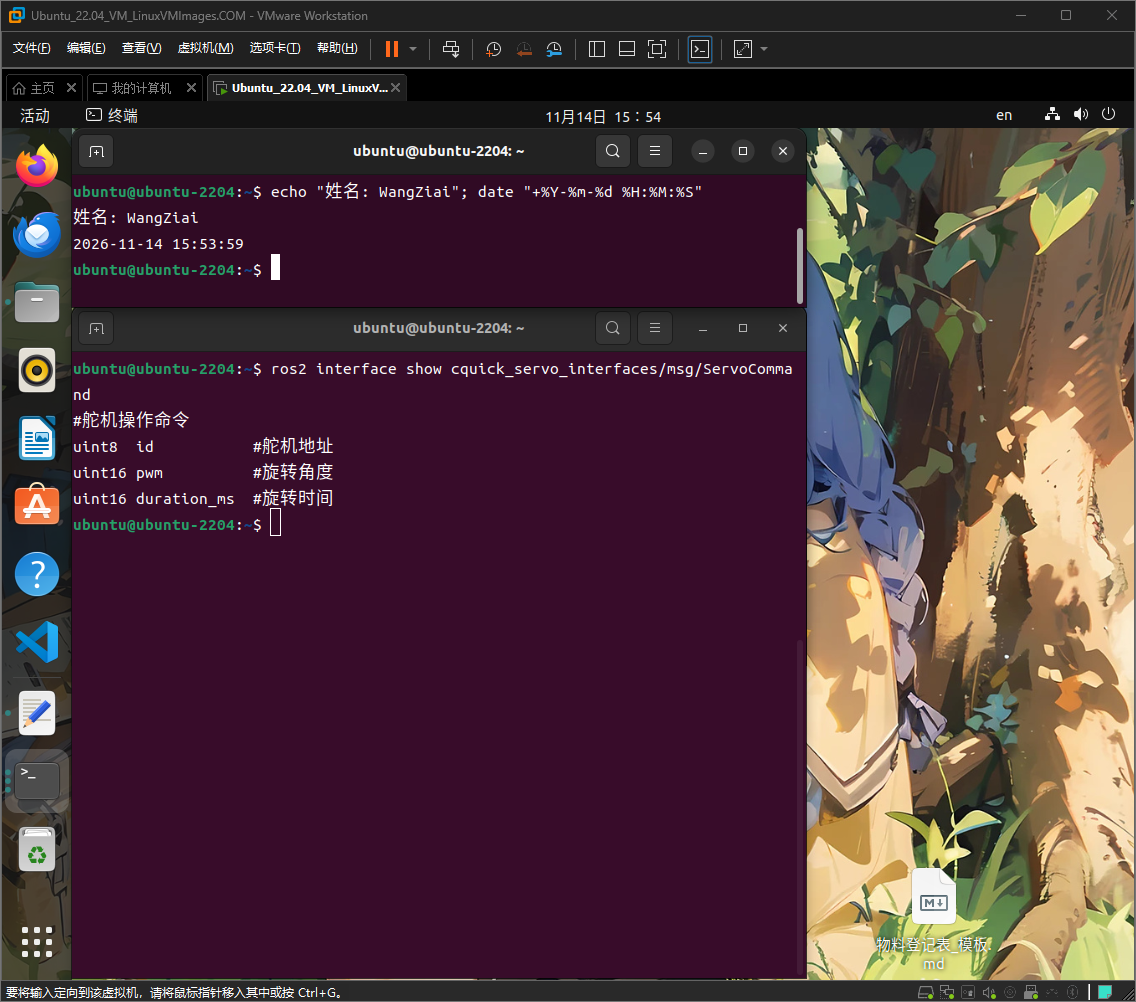 Ubuntu_22.04_VM_LinuxVMImages.COM - VMware Workstation
文件(F) 编辑(E) 查看(V) 虚拟机(M) 选项卡(T) 帮助(H)
主页 我的计算机 Ubuntu_22.04_VM_LinuxV...
活动 终端 11月14日 15：54 en
ubuntu@ubuntu-2204: ~
ubuntu@ubuntu-2204:~$ echo "姓名: WangZiai"; date "+%Y-%m-%d %H:%M:%S"
姓名: WangZiai
2026-11-14 15:53:59
ubuntu@ubuntu-2204:~$
ubuntu@ubuntu-2204: ~
ubuntu@ubuntu-2204:~$ ros2 interface show cquick_servo_interfaces/msg/ServoComma
nd
#舵机操作命令
uint8  id           #舵机地址
uint16 pwm          #旋转角度
uint16 duration_ms  #旋转时间
ubuntu@ubuntu-2204:~$
物料登记表_模板.
md
要将输入定向到该虚拟机，请将鼠标指针移入其中或按 Ctrl+G。